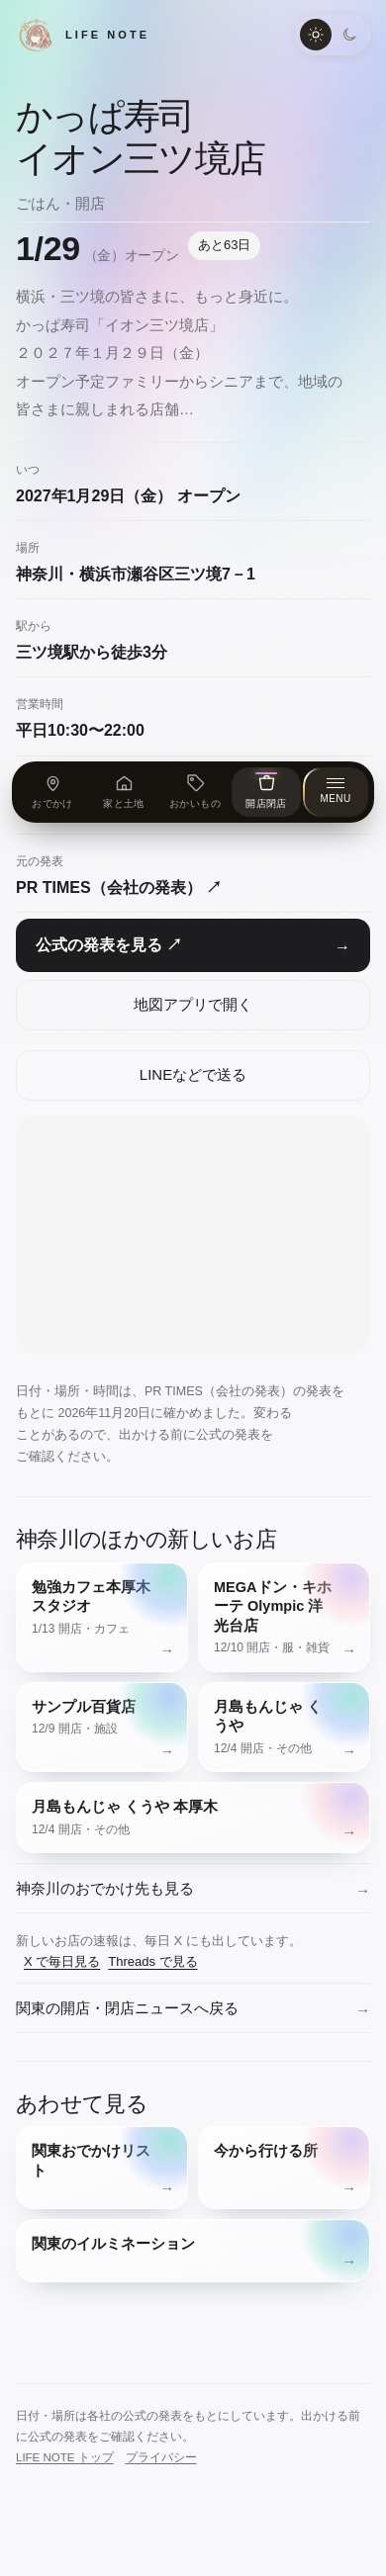 LIFE NOTE
かっぱ寿司
イオン三ツ境店
ごはん・開店
1/29 （金）オープン あと63日
横浜・三ツ境の皆さまに、もっと身近に。
かっぱ寿司「イオン三ツ境店」
２０２７年１月２９日（金）
オープン予定ファミリーからシニアまで、地域の
皆さまに親しまれる店舗…
いつ
2027年1月29日（金） オープン
場所
神奈川・横浜市瀬谷区三ツ境7－1
駅から
三ツ境駅から徒歩3分
営業時間
平日10:30〜22:00
おでかけ 家と土地 おかいもの 開店閉店 MENU
元の発表
PR TIMES（会社の発表） ↗
公式の発表を見る ↗ →
地図アプリで開く
LINEなどで送る
日付・場所・時間は、PR TIMES（会社の発表）の発表を
もとに 2026年11月20日に確かめました。変わる
ことがあるので、出かける前に公式の発表を
ご確認ください。
神奈川のほかの新しいお店
勉強カフェ本厚木
スタジオ
1/13 開店・カフェ
→
MEGAドン・キホ
ーテ Olympic 洋
光台店
12/10 開店・服・雑貨
→
サンプル百貨店
12/9 開店・施設
→
月島もんじゃ く
うや
12/4 開店・その他
→
月島もんじゃ くうや 本厚木
12/4 開店・その他
→
神奈川のおでかけ先も見る →
新しいお店の速報は、毎日 X にも出しています。
X で毎日見る Threads で見る
関東の開店・閉店ニュースへ戻る →
あわせて見る
関東おでかけリス
ト
→
今から行ける所
→
関東のイルミネーション
→
日付・場所は各社の公式の発表をもとにしています。出かける前
に公式の発表をご確認ください。
LIFE NOTE トップ プライバシー